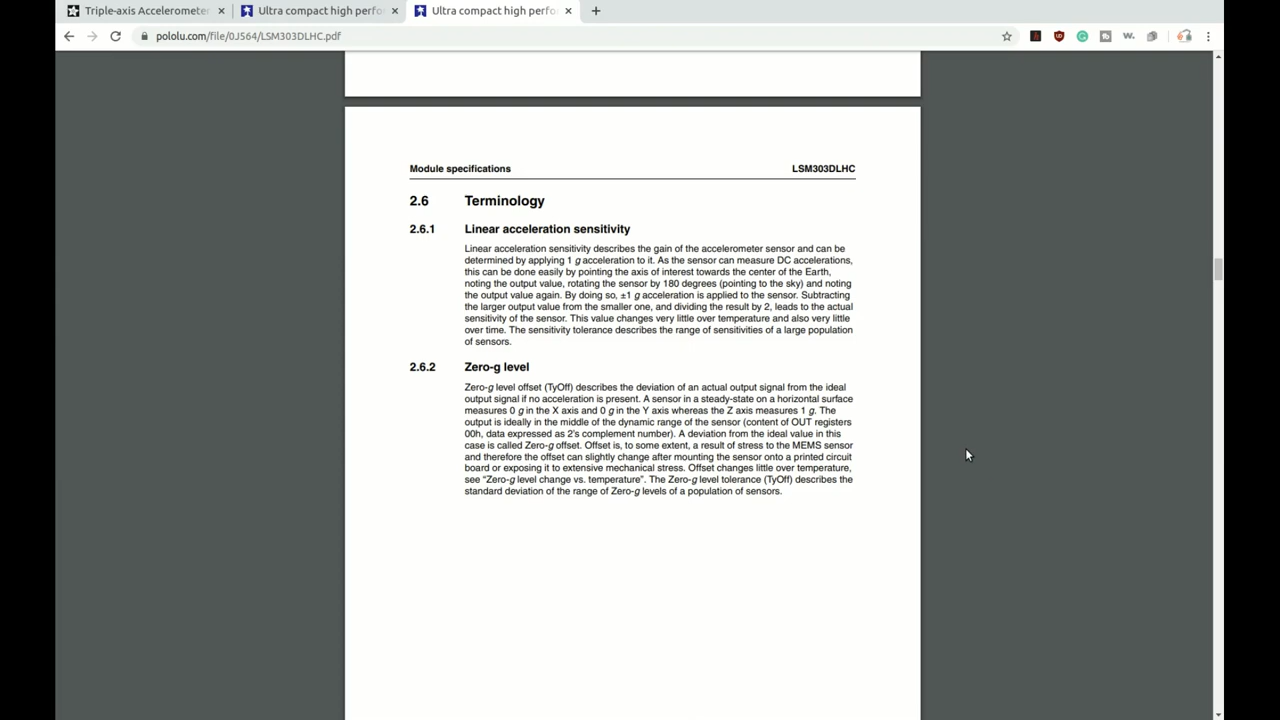 Triple-axis Accelerometer
Ultra compact high perfo
Ultra compact high perfo
pololu.com/file/0J564/LSM303DLHC.pdf
Module specifications LSM303DLHC
2.6 Terminology
2.6.1 Linear acceleration sensitivity
Linear acceleration sensitivity describes the gain of the accelerometer sensor and can be
determined by applying 1 g acceleration to it. As the sensor can measure DC accelerations,
this can be done easily by pointing the axis of interest towards the center of the Earth,
noting the output value, rotating the sensor by 180 degrees (pointing to the sky) and noting
the output value again. By doing so, ±1 g acceleration is applied to the sensor. Subtracting
the larger output value from the smaller one, and dividing the result by 2, leads to the actual
sensitivity of the sensor. This value changes very little over temperature and also very little
over time. The sensitivity tolerance describes the range of sensitivities of a large population
of sensors.
2.6.2 Zero-g level
Zero-g level offset (TyOff) describes the deviation of an actual output signal from the ideal
output signal if no acceleration is present. A sensor in a steady-state on a horizontal surface
measures 0 g in the X axis and 0 g in the Y axis whereas the Z axis measures 1 g. The
output is ideally in the middle of the dynamic range of the sensor (content of OUT registers
00h, data expressed as 2's complement number). A deviation from the ideal value in this
case is called Zero-g offset. Offset is, to some extent, a result of stress to the MEMS sensor
and therefore the offset can slightly change after mounting the sensor onto a printed circuit
board or exposing it to extensive mechanical stress. Offset changes little over temperature,
see “Zero-g level change vs. temperature”. The Zero-g level tolerance (TyOff) describes the
standard deviation of the range of Zero-g levels of a population of sensors.